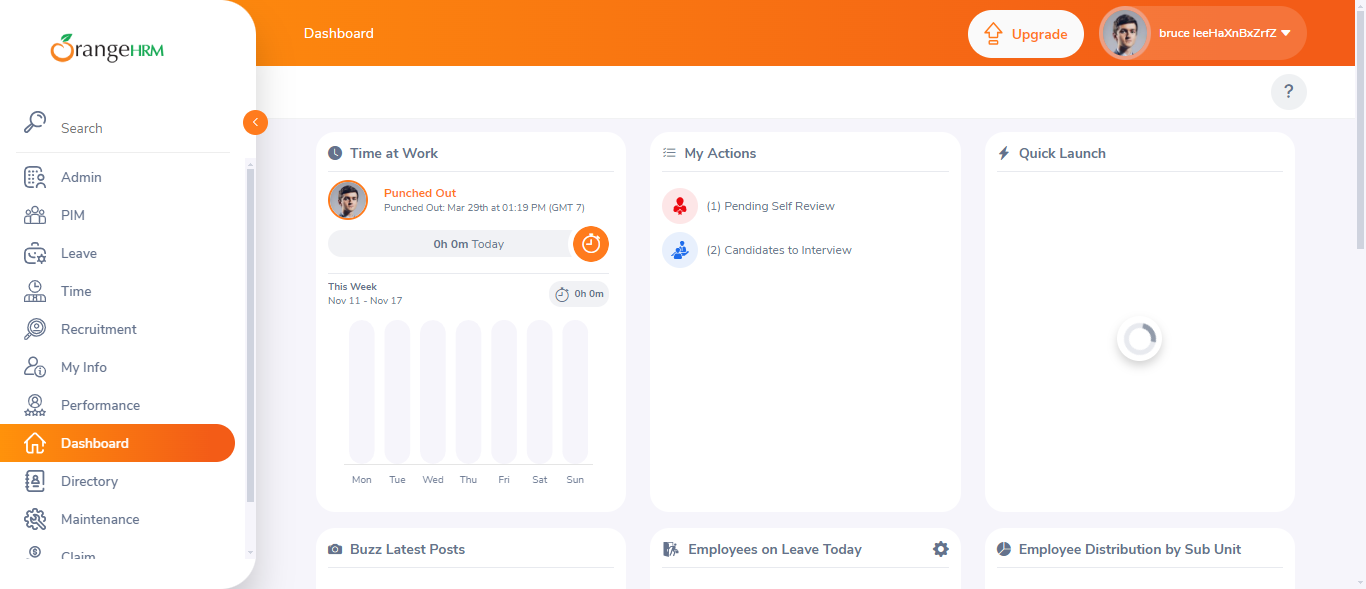 OrangeHRM
Search
Admin
PIM
Leave
Time
Recruitment
My Info
Performance
Dashboard
Directory
Maintenance
Claim
Dashboard
Upgrade
bruce leeHaXnBxZrfZ
?
Time at Work
Punched Out
Punched Out: Mar 29th at 01:19 PM (GMT 7)
0h 0m Today
This Week
Nov 11 - Nov 17
0h 0m
Mon Tue Wed Thu Fri Sat Sun
My Actions
(1) Pending Self Review
(2) Candidates to Interview
Quick Launch
Buzz Latest Posts
Employees on Leave Today
Employee Distribution by Sub Unit